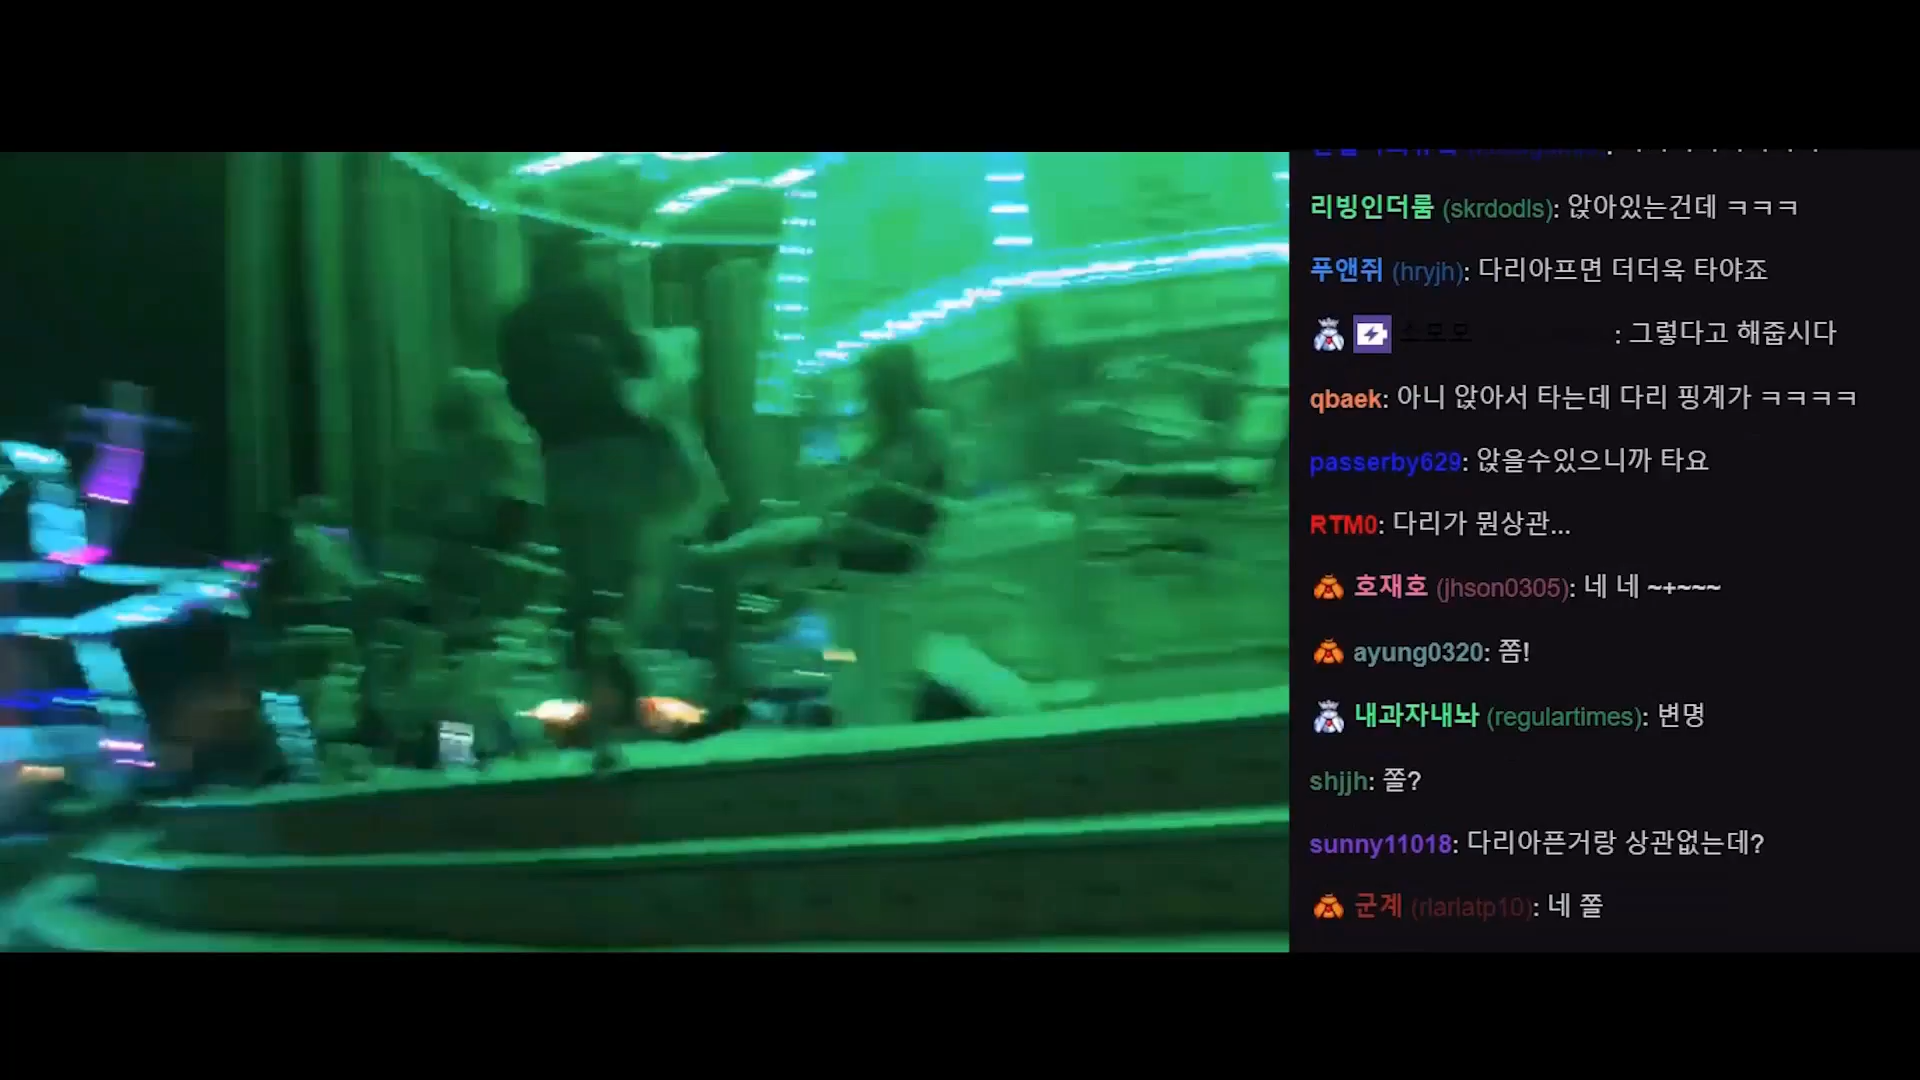 리빙인더룸 (skrdodls): 앉아있는건데 ㅋㅋㅋ
푸앤쥐 (hryjh): 다리아프면 더더욱 타야죠
스모모 : 그렇다고 해줍시다
qbaek: 아니 앉아서 타는데 다리 핑계가 ㅋㅋㅋㅋ
passerby629: 앉을수있으니까 타요
RTM0: 다리가 뭔상관...
호재호 (jhson0305): 네 네 ~+~~~
ayung0320: 쫌!
내과자내놔 (regulartimes): 변명
shjjh: 쫄?
sunny11018: 다리아픈거랑 상관없는데?
군계 (rlarlatp10): 네 쫄